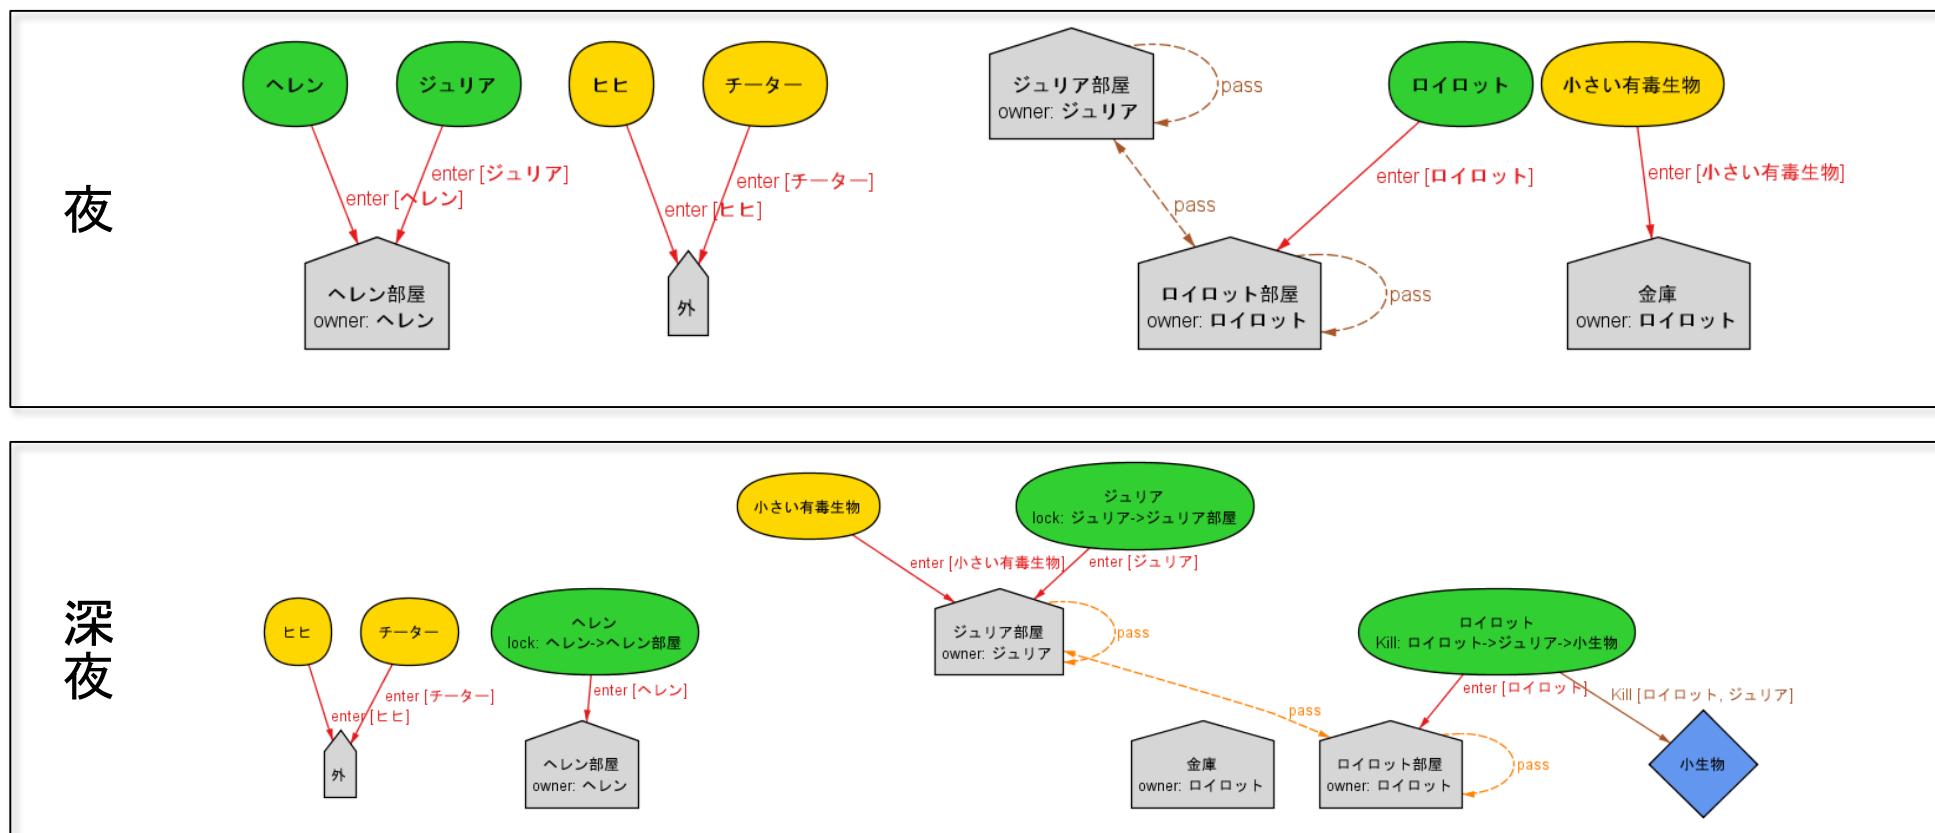 夜
ヘレン
ジュリア
ヒヒ
チーター
ジュリア部屋
owner: ジュリア
pass
ロイロット
小さい有毒生物
enter [ヘレン]
enter [ジュリア]
enter [ヒヒ]
enter [チーター]
pass
enter [ロイロット]
enter [小さい有毒生物]
ヘレン部屋
owner: ヘレン
外
ロイロット部屋
owner: ロイロット
pass
金庫
owner: ロイロット
深
夜
小さい有毒生物
ジュリア
lock: ジュリア->ジュリア部屋
enter [小さい有毒生物]
enter [ジュリア]
ヒヒ
チーター
ヘレン
lock: ヘレン->ヘレン部屋
ジュリア部屋
owner: ジュリア
pass
ロイロット
Kill: ロイロット->ジュリア->小生物
enter [ヒヒ]
enter [チーター]
enter [ヘレン]
pass
enter [ロイロット]
Kill [ロイロット, ジュリア]
外
ヘレン部屋
owner: ヘレン
金庫
owner: ロイロット
ロイロット部屋
owner: ロイロット
pass
小生物